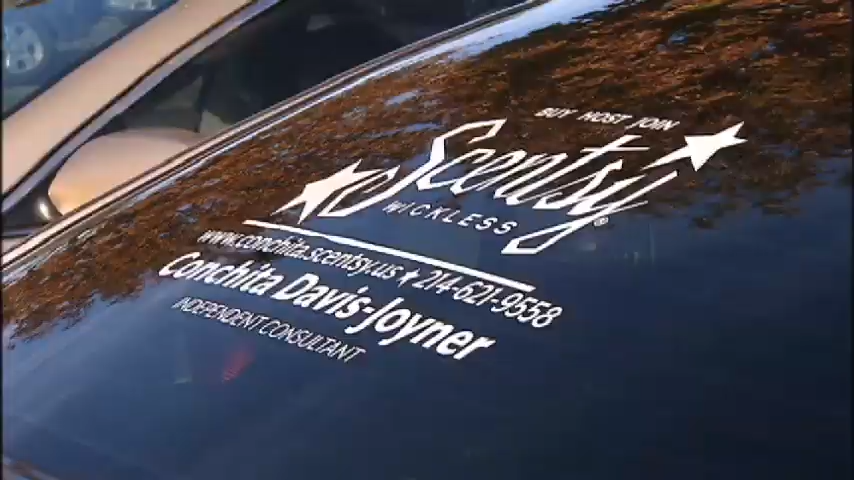 BUY HOST JOIN
Scentsy®
WICKLESS
www.conchita.scentsy.us★214-621-9558
Conchita Davis-Joyner
INDEPENDENT CONSULTANT